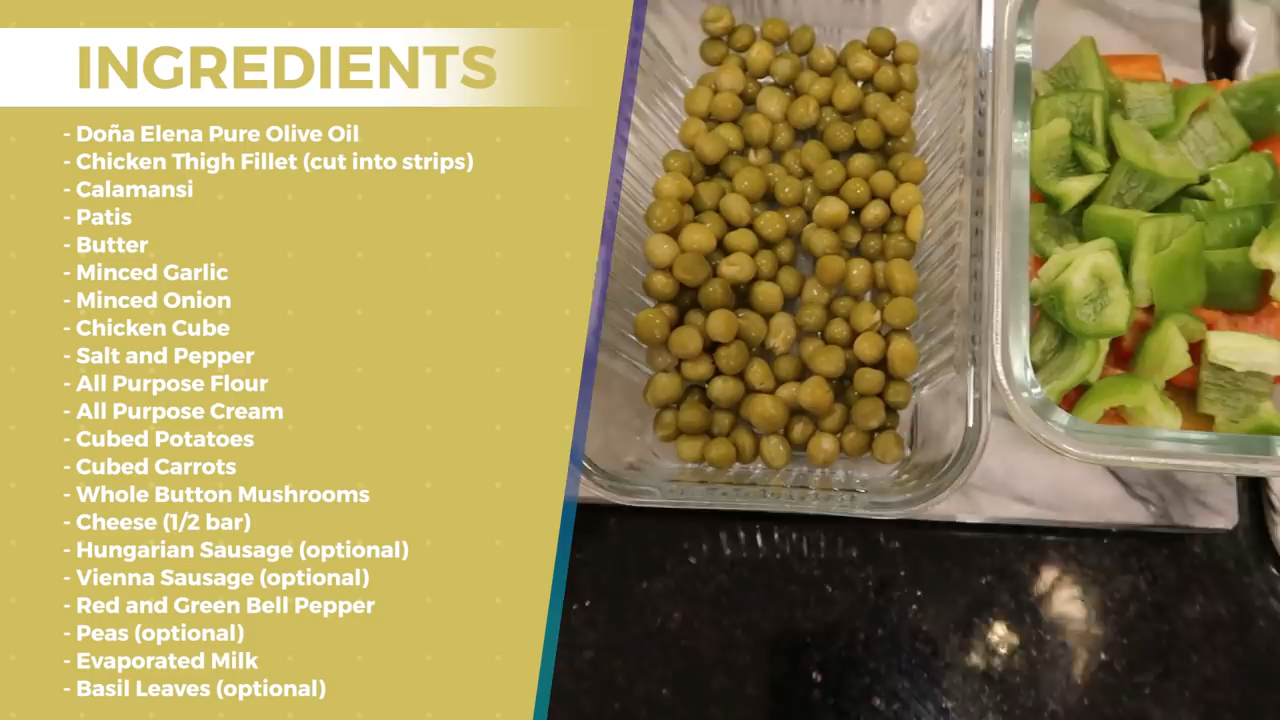 INGREDIENTS
- Doña Elena Pure Olive Oil
- Chicken Thigh Fillet (cut into strips)
- Calamansi
- Patis
- Butter
- Minced Garlic
- Minced Onion
- Chicken Cube
- Salt and Pepper
- All Purpose Flour
- All Purpose Cream
- Cubed Potatoes
- Cubed Carrots
- Whole Button Mushrooms
- Cheese (1/2 bar)
- Hungarian Sausage (optional)
- Vienna Sausage (optional)
- Red and Green Bell Pepper
- Peas (optional)
- Evaporated Milk
- Basil Leaves (optional)